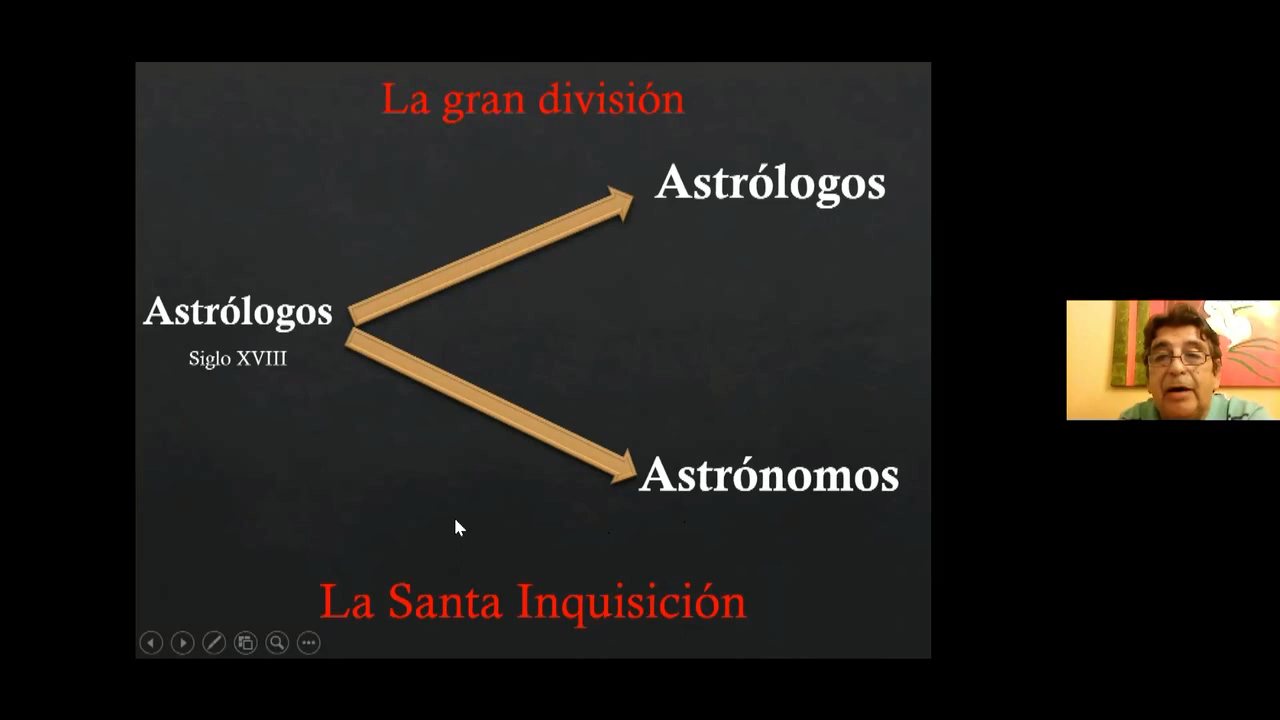 La gran división
Astrólogos
Astrólogos
Siglo XVIII
Astrónomos
La Santa Inquisición